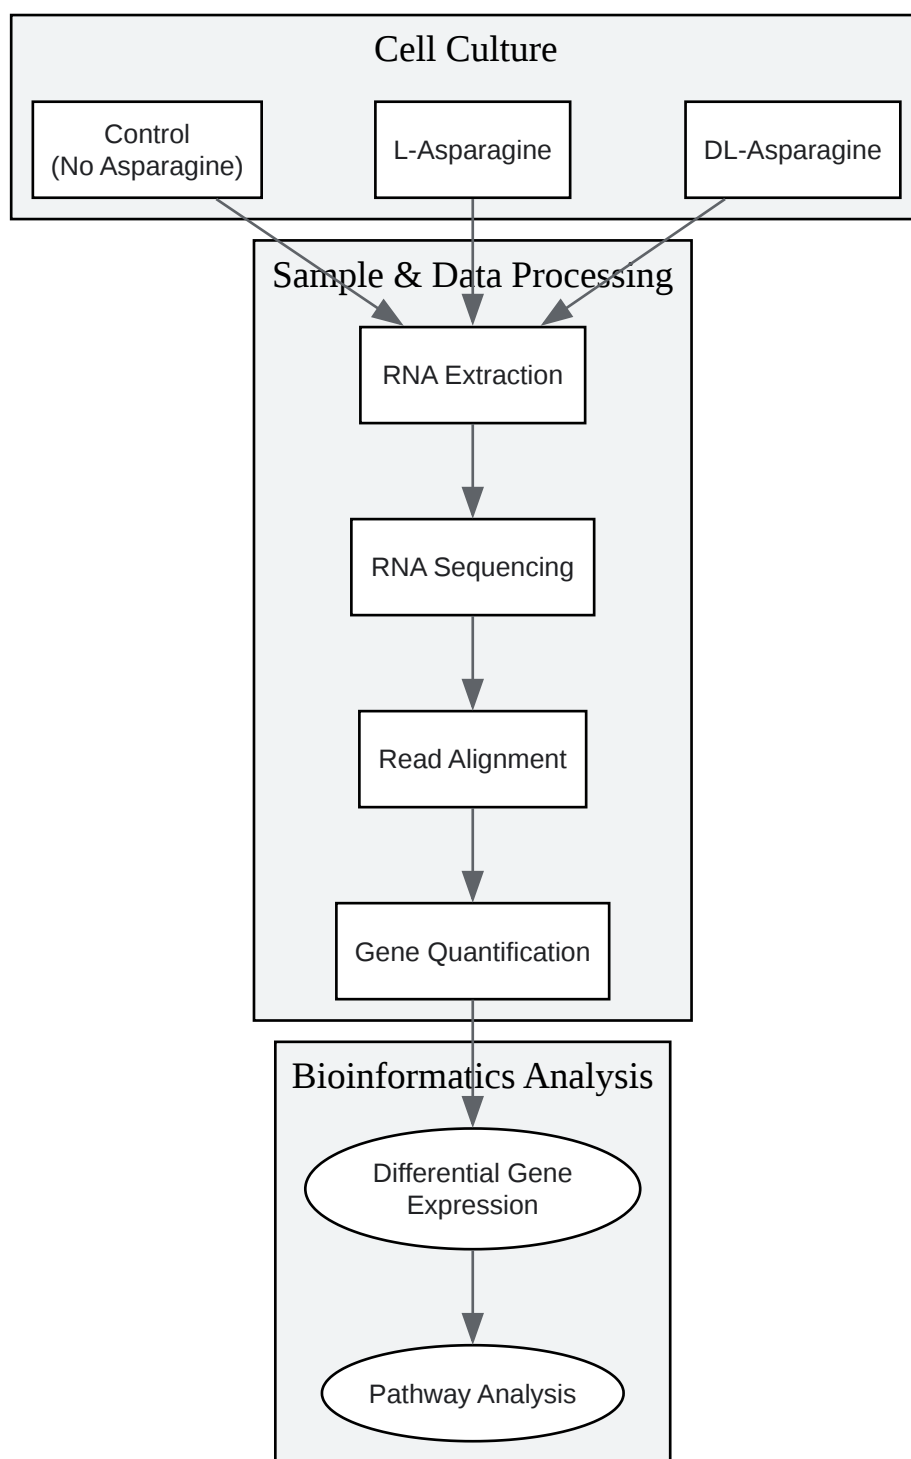 Cell Culture
Control
(No Asparagine)
L-Asparagine
DL-Asparagine
Sample & Data Processing
RNA Extraction
RNA Sequencing
Read Alignment
Gene Quantification
Bioinformatics Analysis
Differential Gene
Expression
Pathway Analysis